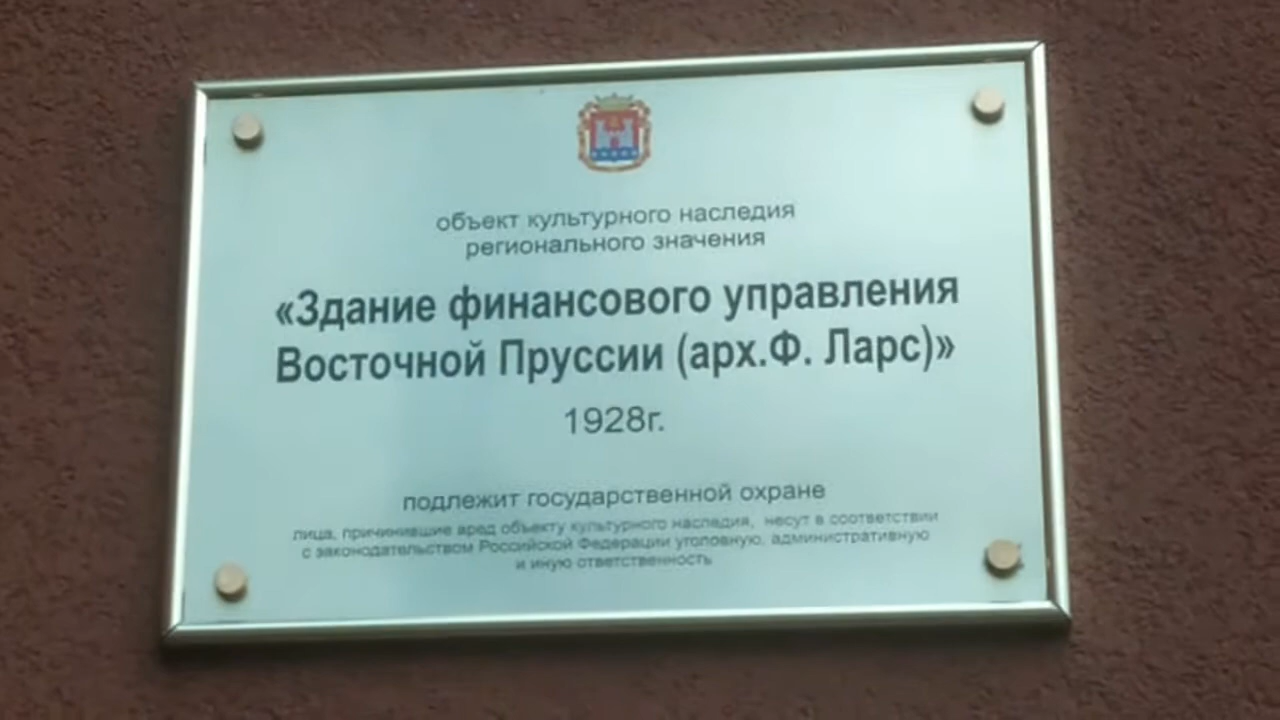 объект культурного наследия
регионального значения
«Здание финансового управления
Восточной Пруссии (арх.Ф. Ларс)»
1928г.
подлежит государственной охране
лица, причинившие вред объекту культурного наследия, несут в соответствии
с законодательством Российской Федерации уголовную, административную
и иную ответственность